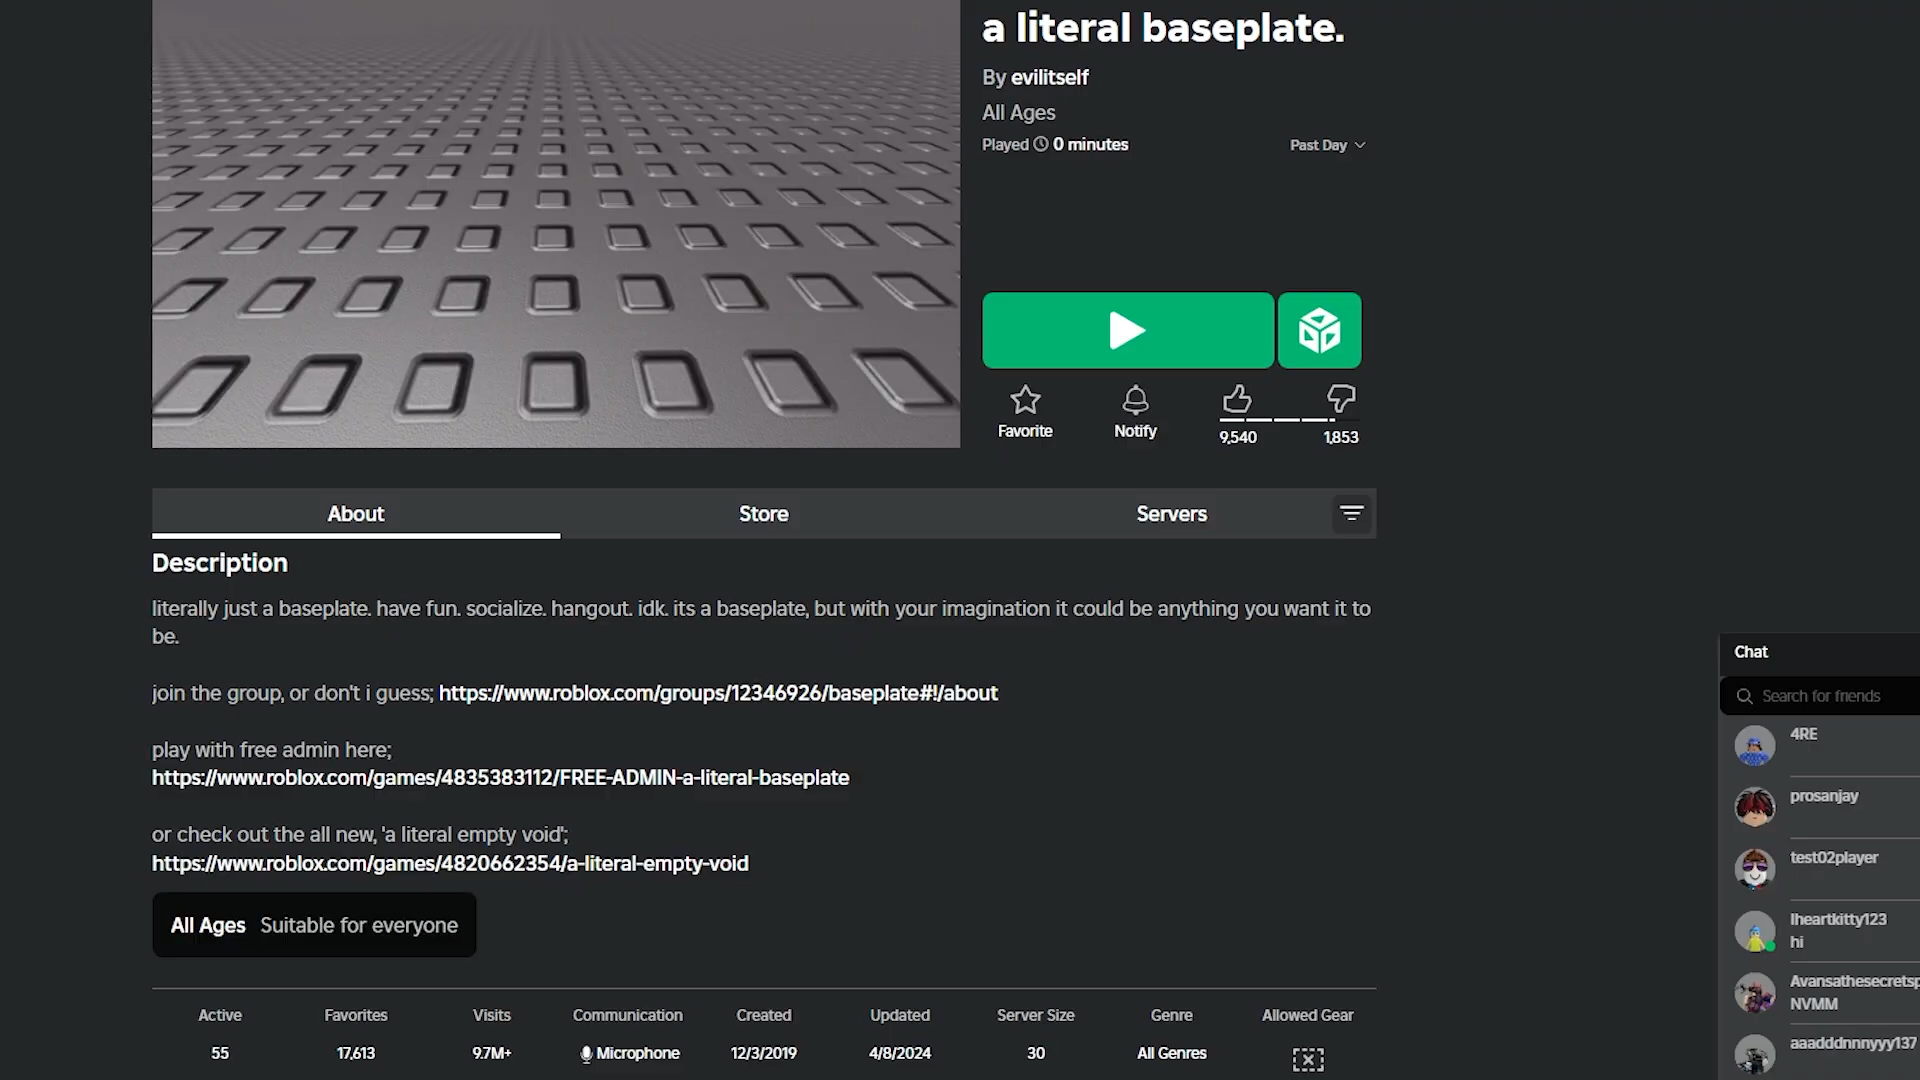 a literal baseplate.
By evilitself
All Ages
Played 0 minutes
Past Day
Favorite
Notify
9,540
1,853
About
Store
Servers
Description
literally just a baseplate. have fun. socialize. hangout. idk. its a baseplate, but with your imagination it could be anything you want it to
be.
join the group, or don't i guess; https://www.roblox.com/groups/12346926/baseplate#!/about
play with free admin here;
https://www.roblox.com/games/4835383112/FREE-ADMIN-a-literal-baseplate
or check out the all new, 'a literal empty void';
https://www.roblox.com/games/4820662354/a-literal-empty-void
All Ages Suitable for everyone
Active Favorites Visits Communication Created Updated Server Size Genre Allowed Gear
55 17,613 9.7M+ Microphone 12/3/2019 4/8/2024 30 All Genres
Chat
Search for friends
4RE
prosanjay
test02player
Iheartkitty123
hi
Avansathesecretsp
NVMM
aaadddnnnyyy137